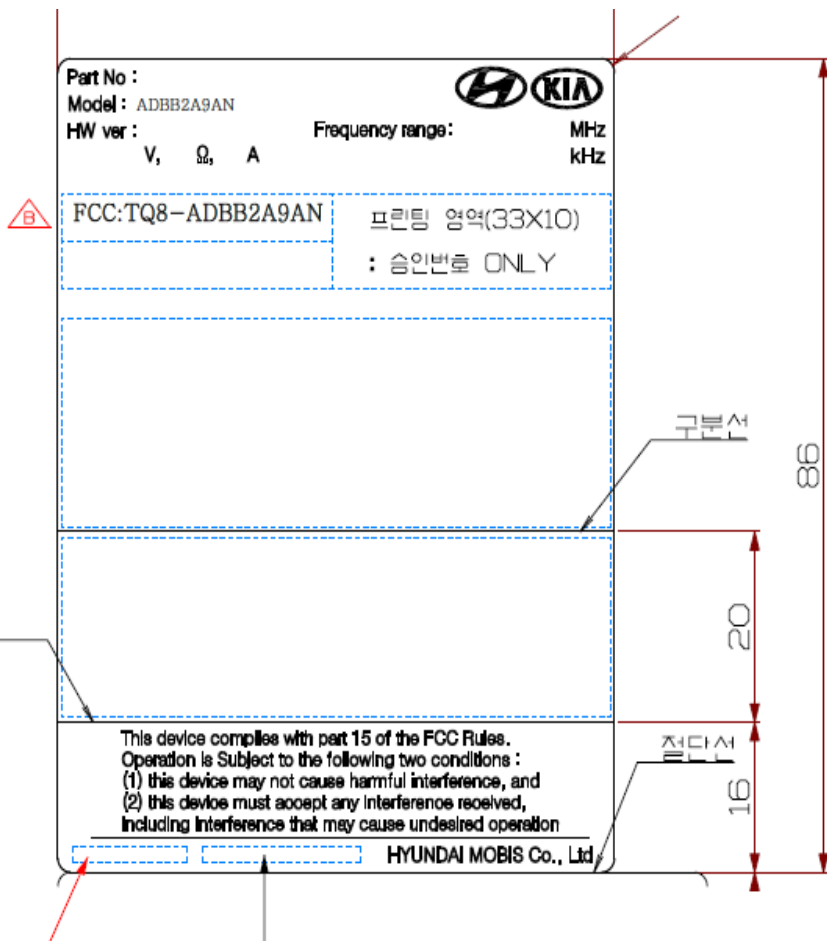 Part No :
Model : ADBB2A9AN
HW ver :
Frequency range: MHz
V, Ω, A kHz
KIA
B
FCC:TQ8-ADBB2A9AN
프린팅 영역(33X10)
: 승인번호 ONLY
구분선
86
20
This device complies with part 15 of the FCC Rules.
Operation is Subject to the following two conditions :
(1) this device may not cause harmful interference, and
(2) this device must accept any interference received,
including interference that may cause undesired operation
절단선
16
HYUNDAI MOBIS Co., Ltd